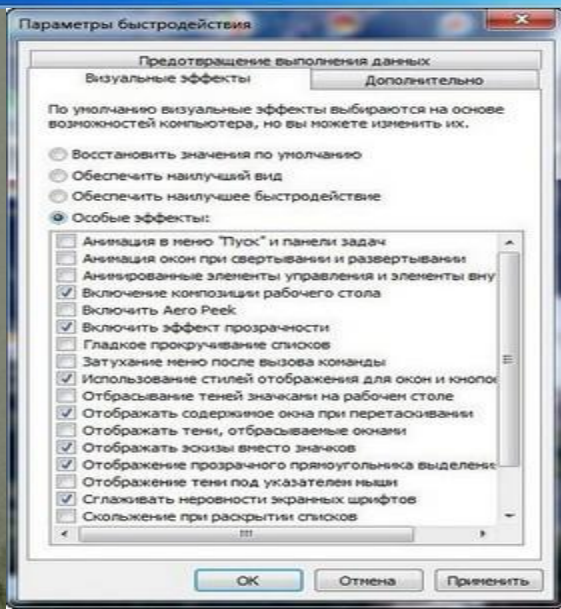 Параметры быстродействия
Предотвращение выполнения данных
Визуальные эффекты
Дополнительно
По умолчанию визуальные эффекты выбираются на основе
возможностей компьютера, но вы можете изменить их.
Восстановить значения по умолчанию
Обеспечить наилучший вид
Обеспечить наилучшее быстродействие
Особые эффекты:
Анимация в меню "Пуск" и панели задач
Анимация окон при свертывании и развертывании
Анимированные элементы управления и элементы вну
Включение композиции рабочего стола
Включить Aero Peek
Включить эффект прозрачности
Гладкое прокручивание списков
Затухание меню после вызова команды
Использование стилей отображения для окон и кнопок
Отбрасывание теней значками на рабочем столе
Отображать содержимое окна при перетаскивании
Отображать тени, отбрасываемые окнами
Отображать эскизы вместо значков
Отображение прозрачного прямоугольника выделени
Отображение тени под указателем мыши
Сглаживать неровности экранных шрифтов
Скольжение при раскрытии списков
ОК
Отмена
Применить